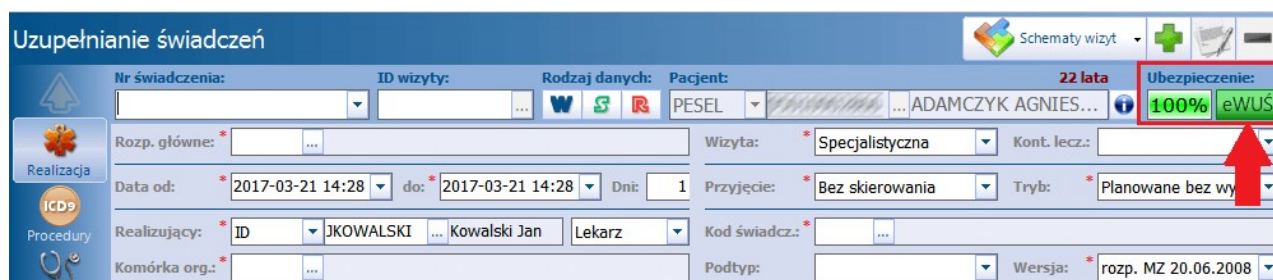 Uzupełnianie świadczeń Schematy wizyt
Nr świadczenia: ID wizyty: Rodzaj danych: Pacjent: 22 lata Ubezpieczenie:
... W S R PESEL ... ADAMCZYK AGNIES... i 100% eWUŚ
Rozp. główne: * ... Wizyta: * Specjalistyczna Kont. lecz.:
Realizacja
Data od: * 2017-03-21 14:28 do: * 2017-03-21 14:28 Dni: 1 Przyjęcie: * Bez skierowania Tryb: * Planowane bez wy
ICD9
Procedury
Realizujący: * ID JKOWALSKI ... Kowalski Jan Lekarz Kod świadcz.: * ...
Komórka org.: * ... Podtyp: Wersja: * rozp. MZ 20.06.2008